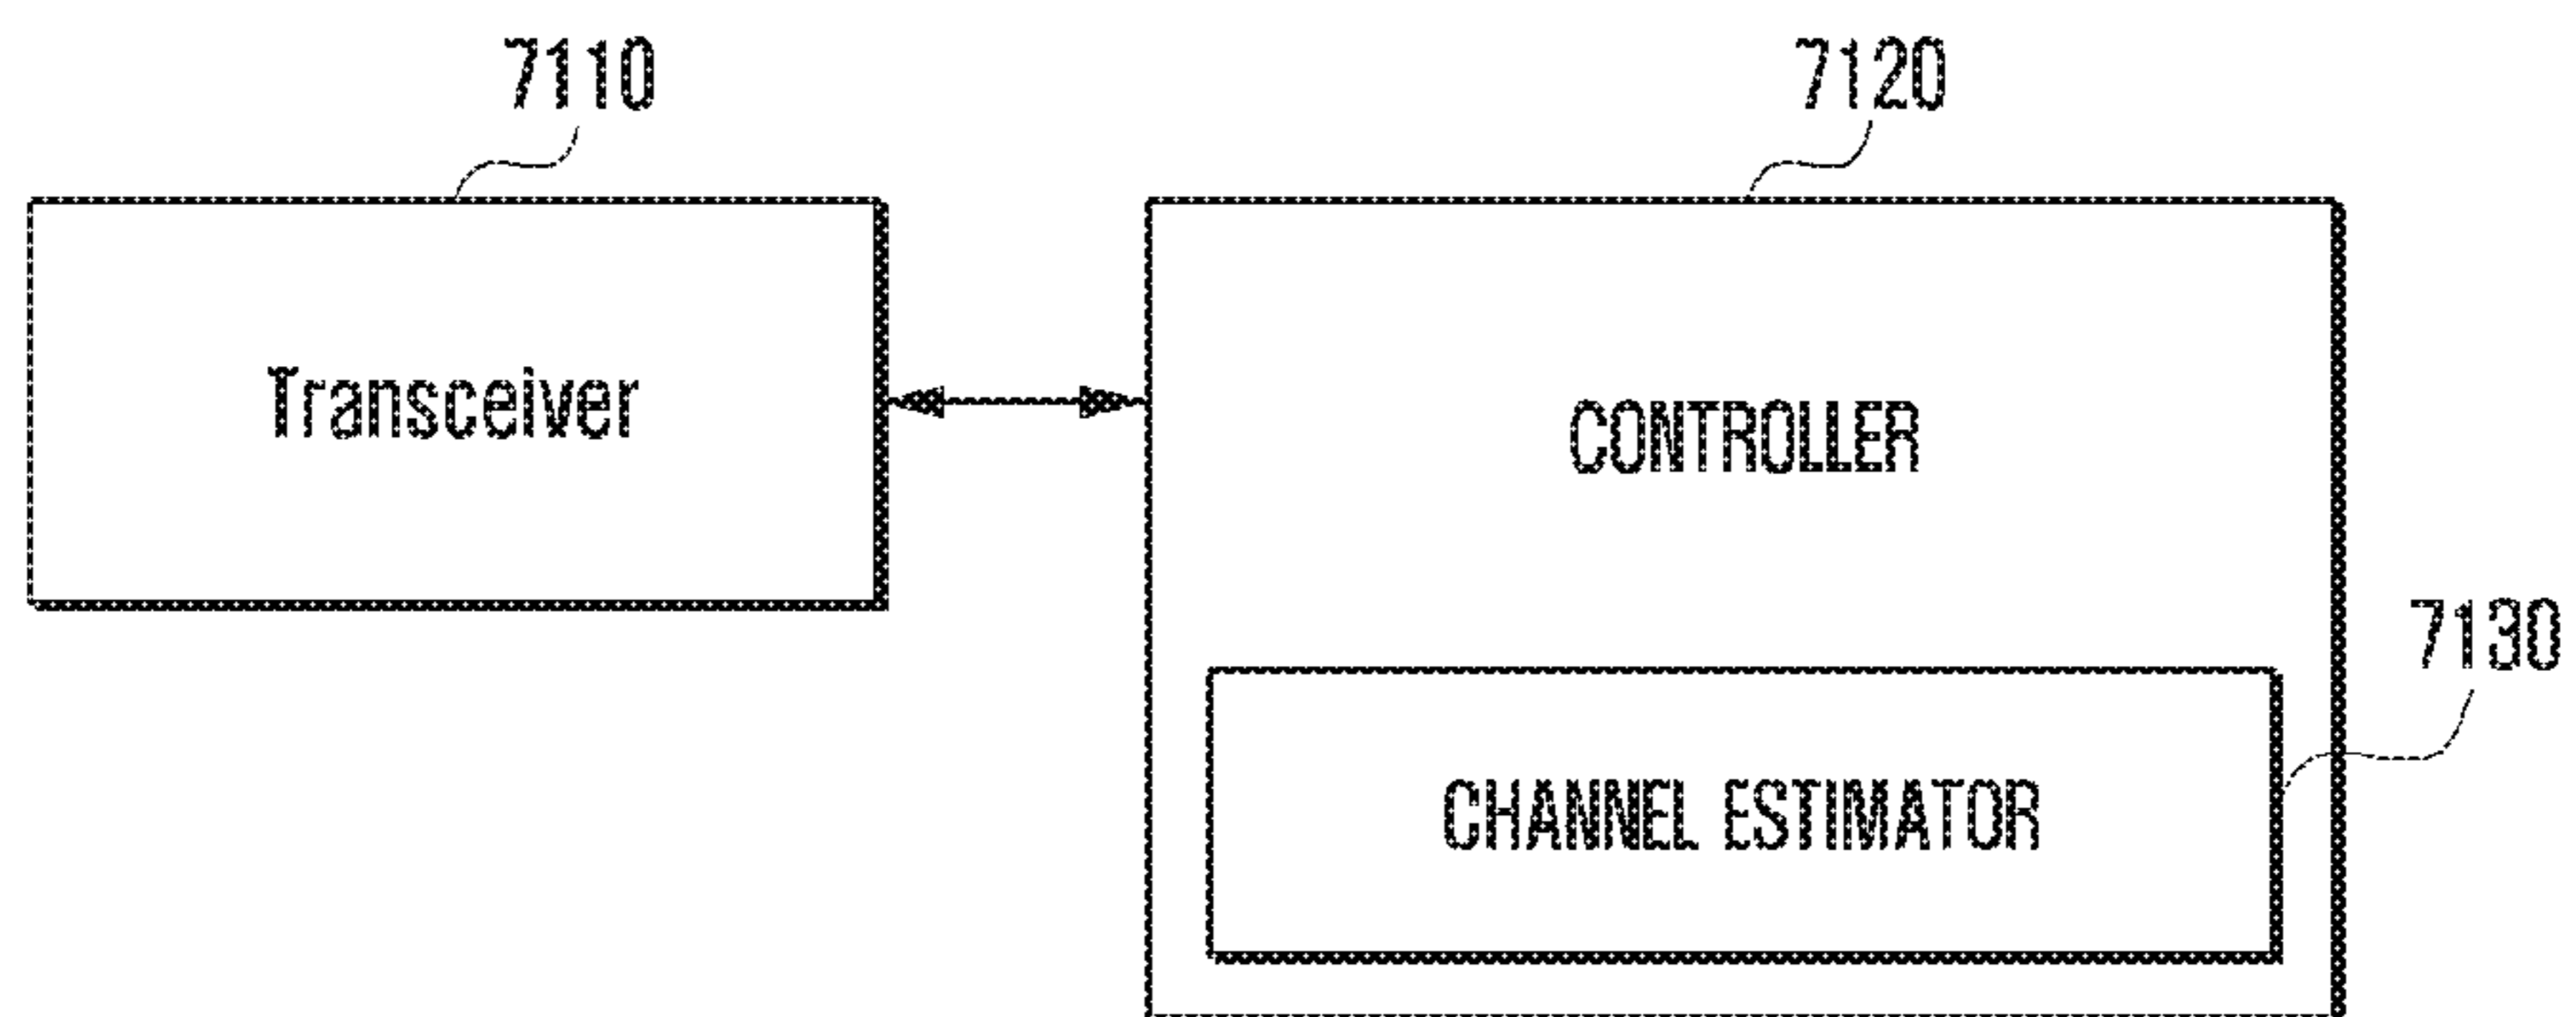 7110
7120
Transceiver
CONTROLLER
7130
CHANNEL ESTIMATOR